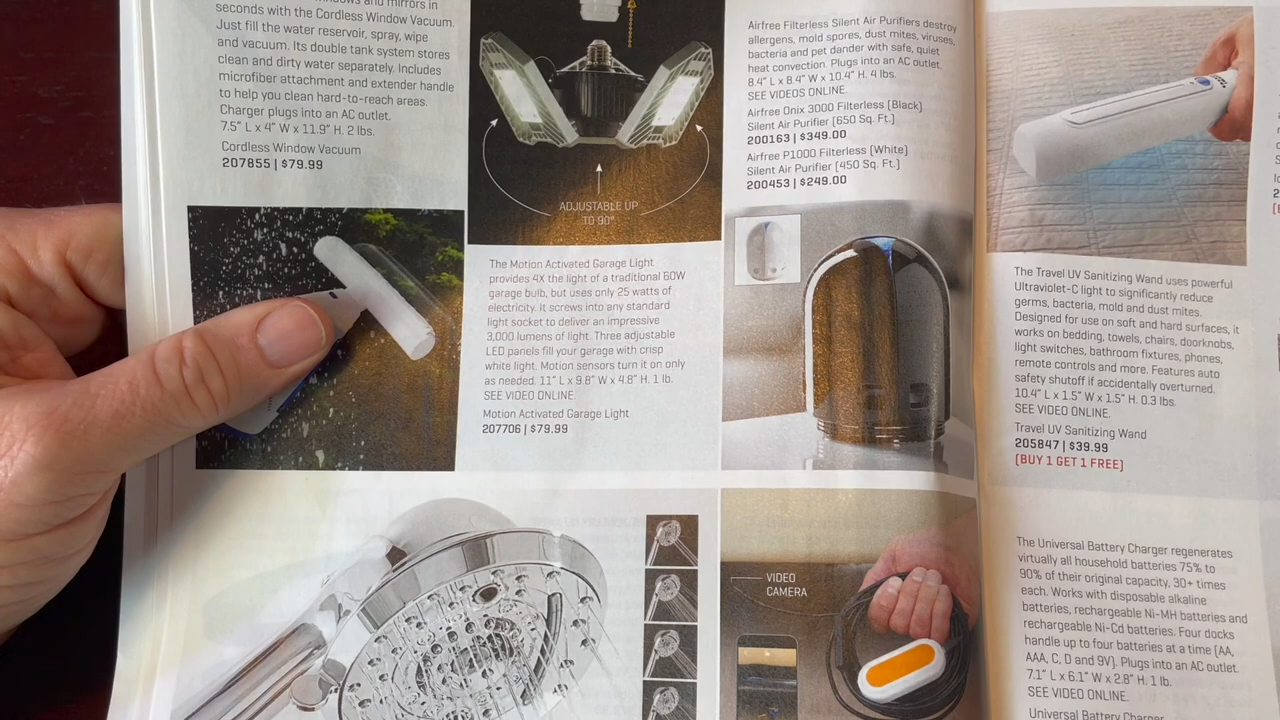 and mirrors in
seconds with the Cordless Window Vacuum.
Just fill the water reservoir, spray, wipe
and vacuum. Its double tank system stores
clean and dirty water separately. Includes
microfiber attachment and extender handle
to help you clean hard-to-reach areas.
Charger plugs into an AC outlet.
7.5" L x 4" W x 11.9" H. 2 lbs.
Cordless Window Vacuum
207855 | $79.99
ADJUSTABLE UP
TO 90°
The Motion Activated Garage Light
provides 4X the light of a traditional 60W
garage bulb, but uses only 25 watts of
electricity. It screws into any standard
light socket to deliver an impressive
3,000 lumens of light. Three adjustable
LED panels fill your garage with crisp
white light. Motion sensors turn it on only
as needed. 11" L x 9.8" W x 4.8" H. 1 lb.
SEE VIDEO ONLINE.
Motion Activated Garage Light
207706 | $79.99
Airfree Filterless Silent Air Purifiers destroy
allergens, mold spores, dust mites, viruses,
bacteria and pet dander with safe, quiet
heat convection. Plugs into an AC outlet.
8.4" L x 8.4" W x 10.4" H. 4 lbs.
SEE VIDEOS ONLINE.
Airfree Onix 3000 Filterless (Black)
Silent Air Purifier (650 Sq. Ft.)
200163 | $349.00
Airfree P1000 Filterless (White)
Silent Air Purifier (450 Sq. Ft.)
200453 | $249.00
VIDEO
CAMERA
The Travel UV Sanitizing Wand uses powerful
Ultraviolet-C light to significantly reduce
germs, bacteria, mold and dust mites.
Designed for use on soft and hard surfaces, it
works on bedding, towels, chairs, doorknobs,
light switches, bathroom fixtures, phones,
remote controls and more. Features auto
safety shutoff if accidentally overturned.
10.4" L x 1.5" W x 1.5" H. 0.3 lbs.
SEE VIDEO ONLINE.
Travel UV Sanitizing Wand
205847 | $39.99
(BUY 1 GET 1 FREE)
The Universal Battery Charger regenerates
virtually all household batteries 75% to
90% of their original capacity, 30+ times
each. Works with disposable alkaline
batteries, rechargeable Ni-MH batteries and
rechargeable Ni-Cd batteries. Four docks
handle up to four batteries at a time (AA,
AAA, C, D and 9V). Plugs into an AC outlet.
7.1" L x 6.1" W x 2.8" H. 1 lb.
SEE VIDEO ONLINE.
Universal Battery Charger